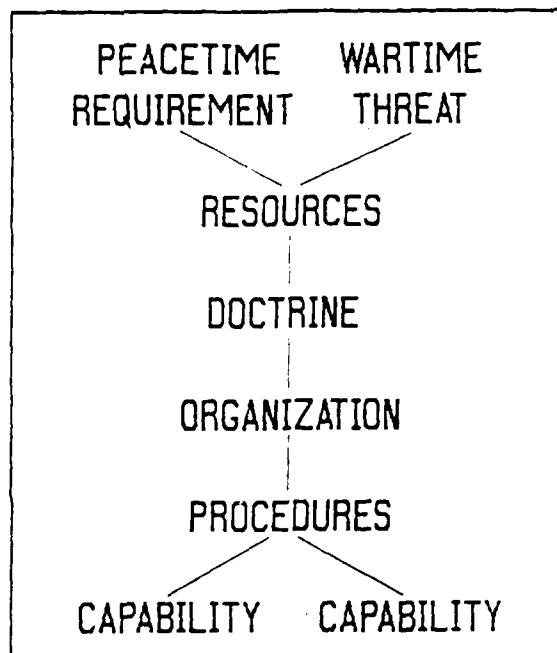 PEACETIME WARTIME
REQUIREMENT THREAT
RESOURCES
DOCTRINE
ORGANIZATION
PROCEDURES
CAPABILITY CAPABILITY